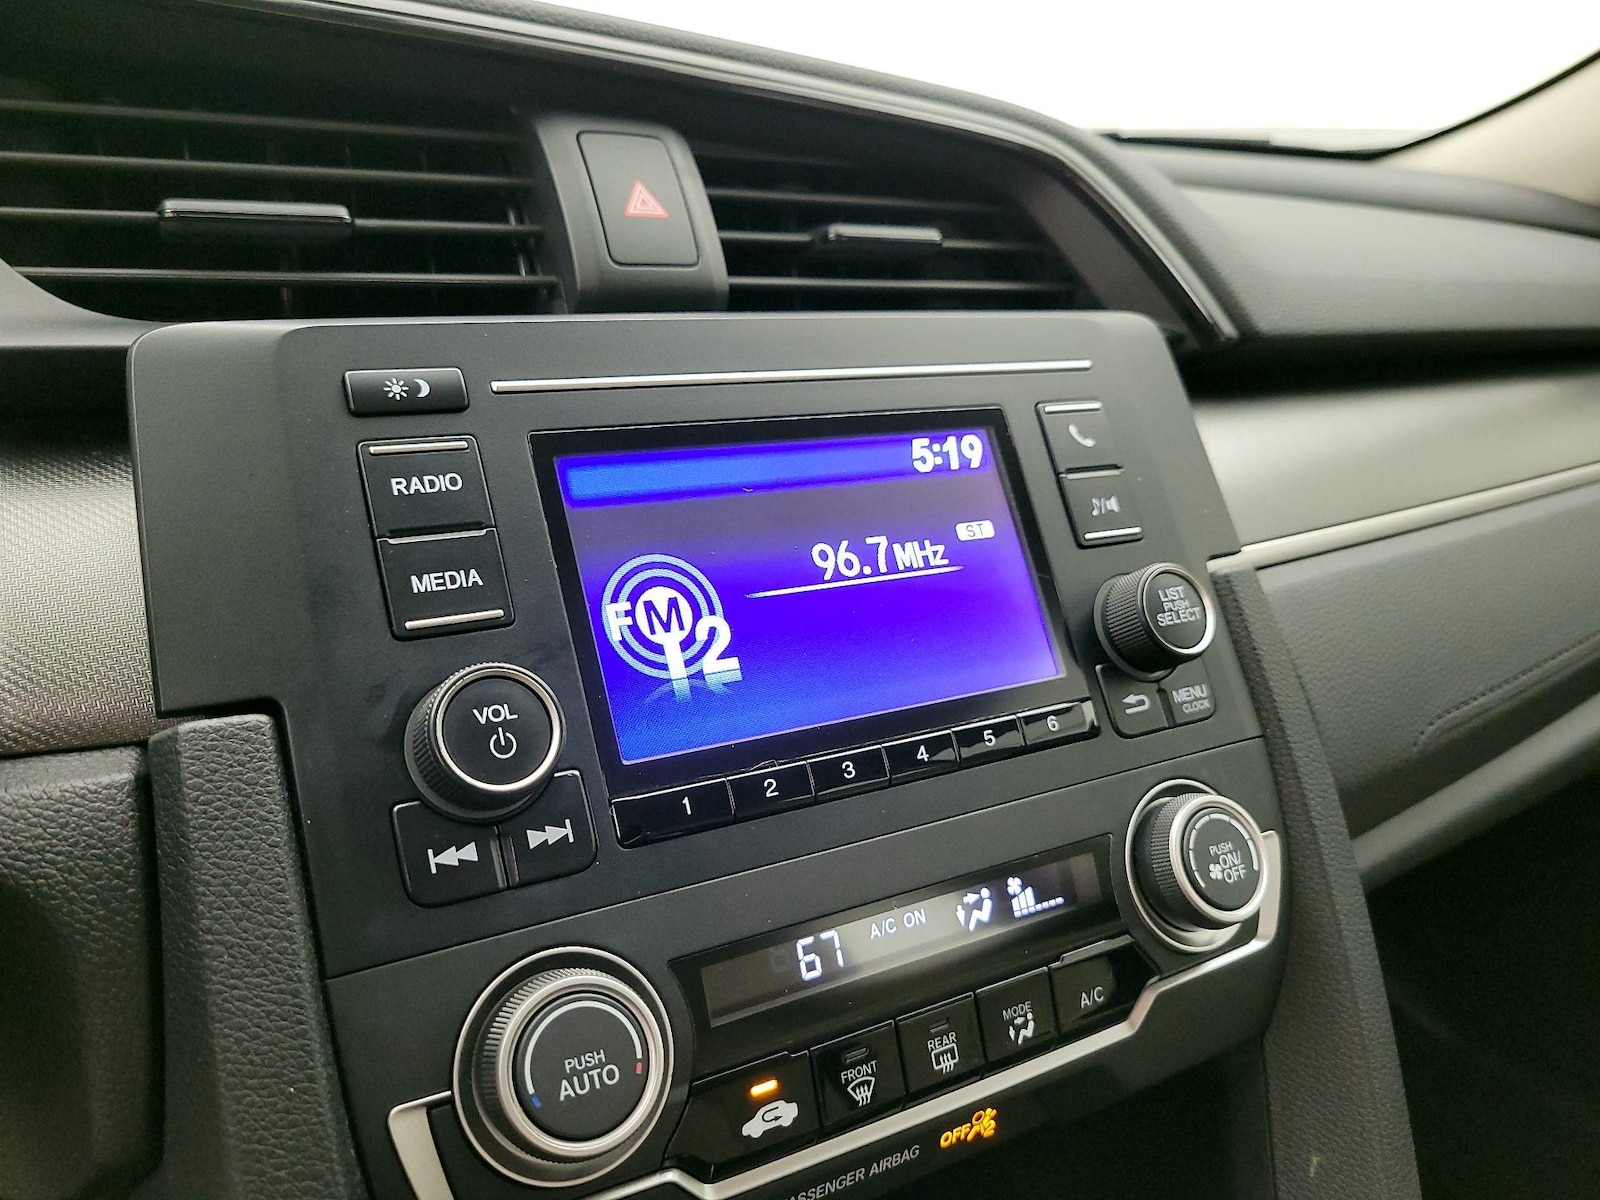 5:19
RADIO
ST
96.7MHz
MEDIA
FM
12
LIST
PUSH
SELECT
VOL
MENU
CLOCK
1 2 3 4 5 6
PUSH
ON/
OFF
67 A/C ON
PUSH
AUTO
FRONT
REAR
MODE
A/C
OFF
PASSENGER AIRBAG